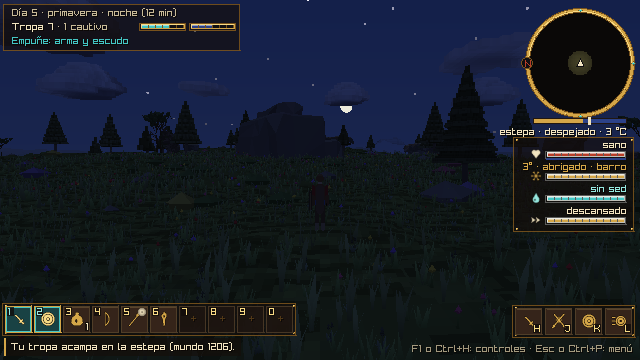 Día 5 · primavera · noche (12 min)
Tropa 7 · 1 cautivo
Empuñe: arma y escudo
N
estepa · despejado · 3 °C
sano
3° · abrigado · barro
sin sed
descansado
1 2 3 1 4 5 6 7 8 9 0
H J K L
Tu tropa acampa en la estepa (mundo 1206).
F1 o Ctrl+H: controles · Esc o Ctrl+P: menú